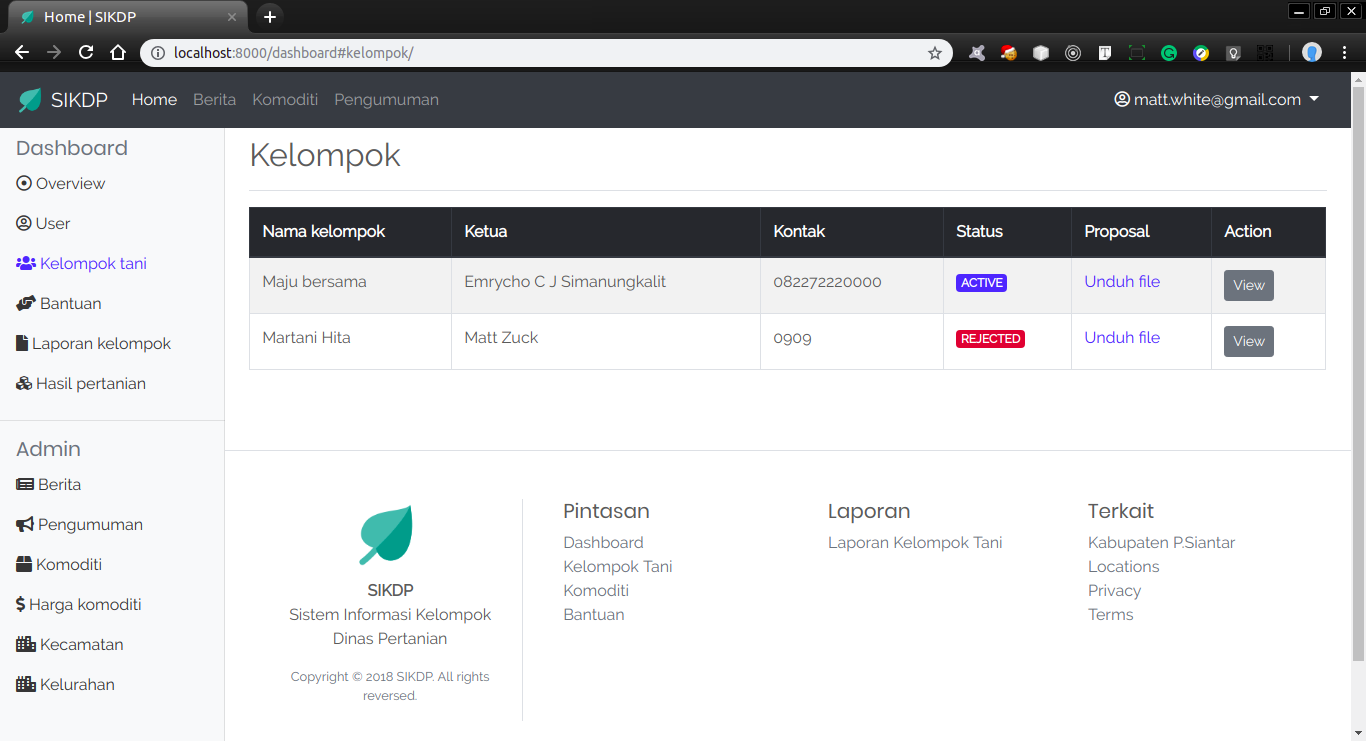 Home | SIKDP
localhost:8000/dashboard#kelompok/
SIKDP Home Berita Komoditi Pengumuman matt.white@gmail.com
Dashboard
Overview
User
Kelompok tani
Bantuan
Laporan kelompok
Hasil pertanian
Admin
Berita
Pengumuman
Komoditi
Harga komoditi
Kecamatan
Kelurahan
Kelompok
Nama kelompok Ketua Kontak Status Proposal Action
Maju bersama Emrycho C J Simanungkalit 082272220000 ACTIVE Unduh file View
Martani Hita Matt Zuck 0909 REJECTED Unduh file View
SIKDP
Sistem Informasi Kelompok
Dinas Pertanian
Copyright © 2018 SIKDP. All rights
reversed.
Pintasan
Dashboard
Kelompok Tani
Komoditi
Bantuan
Laporan
Laporan Kelompok Tani
Terkait
Kabupaten P.Siantar
Locations
Privacy
Terms